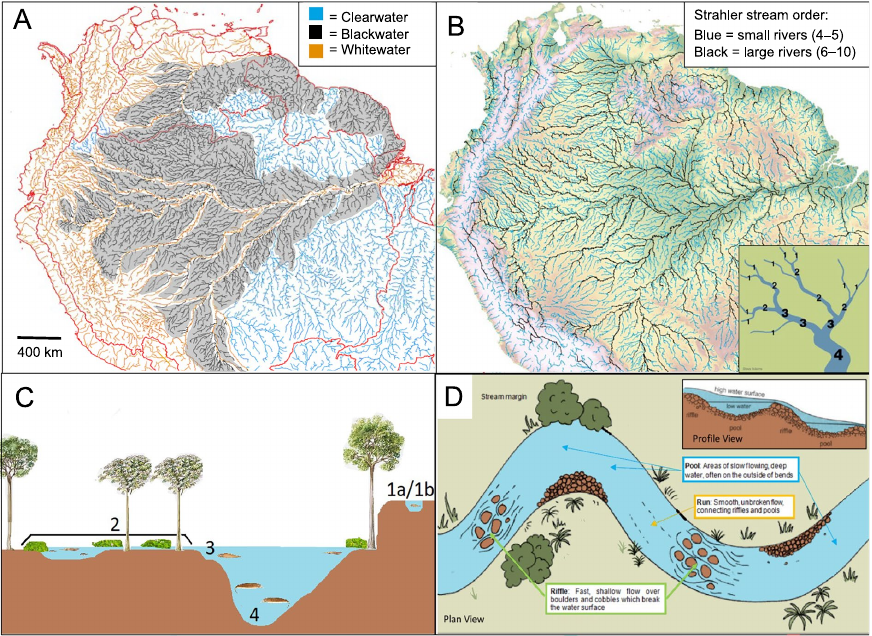 A
= Clearwater
= Blackwater
= Whitewater
400 km
B
Strahler stream order:
Blue = small rivers (4–5)
Black = large rivers (6–10)
1
1
1
1
2
2
1
1
2
1
2
3
3
3
1
4
C
1a/1b
2
3
4
D
Stream margin
high water surface
low water
riffle
pool
riffle
pool
Profile View
Pool: Areas of slow flowing, deep
water, often on the outside of bends
Run: Smooth, unbroken flow,
connecting riffles and pools
Riffle: Fast, shallow flow over
boulders and cobbles which break
the water surface
Plan View